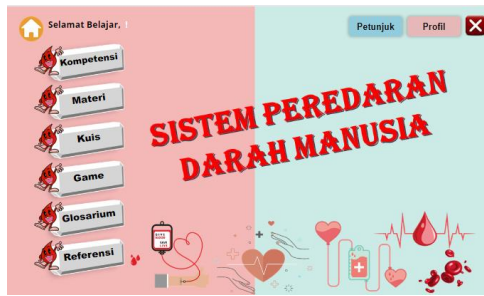 Selamat Belajar, !
Petunjuk
Profil
X
Kompetensi
Materi
Kuis
Game
Glosarium
Referensi
SISTEM PEREDARAN
DARAH MANUSIA